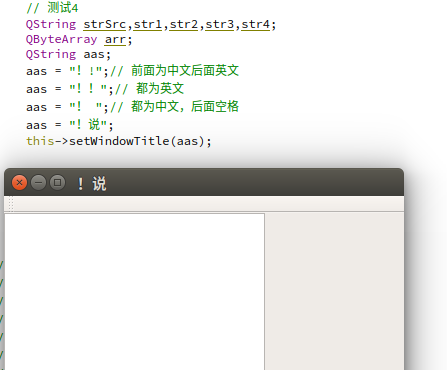 // 测试4
QString strSrc,str1,str2,str3,str4;
QByteArray arr;
QString aas;
aas = "！!";// 前面为中文后面英文
aas = "！！";// 都为英文
aas = "！ ";// 都为中文，后面空格
aas = "！说";
this->setWindowTitle(aas);
！说